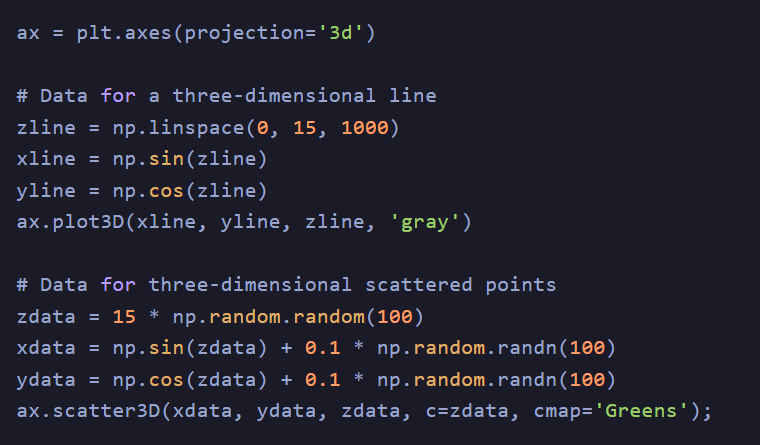 ax = plt.axes(projection='3d')
# Data for a three-dimensional line
zline = np.linspace(0, 15, 1000)
xline = np.sin(zline)
yline = np.cos(zline)
ax.plot3D(xline, yline, zline, 'gray')
# Data for three-dimensional scattered points
zdata = 15 * np.random.random(100)
xdata = np.sin(zdata) + 0.1 * np.random.randn(100)
ydata = np.cos(zdata) + 0.1 * np.random.randn(100)
ax.scatter3D(xdata, ydata, zdata, c=zdata, cmap='Greens');